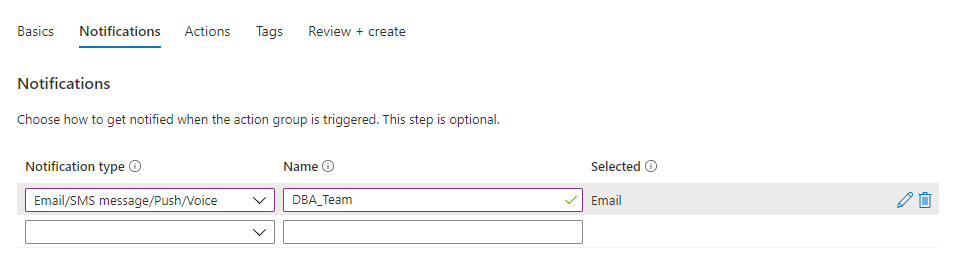 Basics Notifications Actions Tags Review + create
Notifications
Choose how to get notified when the action group is triggered. This step is optional.
Notification type Name Selected
Email/SMS message/Push/Voice DBA_Team Email